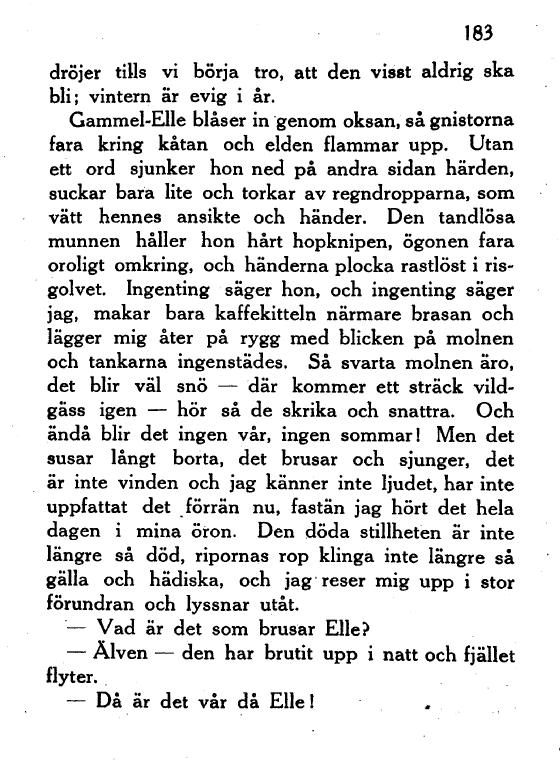 183
dröjer tills vi börja tro, att den visst aldrig ska
bli; vintern är evig i år.
Gammel-Elle blåser in genom oksan, så gnistorna
fara kring kåtan och elden flammar upp. Utan
ett ord sjunker hon ned på andra sidan härden,
suckar bara lite och torkar av regndropparna, som
vätt hennes ansikte och händer. Den tandlösa
munnen håller hon hårt hopknipen, ögonen fara
oroligt omkring, och händerna plocka rastlöst i ris-
golvet. Ingenting säger hon, och ingenting säger
jag, makar bara kaffekitteln närmare brasan och
lägger mig åter på rygg med blicken på molnen
och tankarna ingenstädes. Så svarta molnen äro,
det blir väl snö — där kommer ett sträck vild-
gäss igen — hör så de skrika och snattra. Och
ändå blir det ingen vår, ingen sommar! Men det
susar långt borta, det brusar och sjunger, det
är inte vinden och jag känner inte ljudet, har inte
uppfattat det förrän nu, fastän jag hört det hela
dagen i mina öron. Den döda stillheten är inte
längre så död, ripornas rop klinga inte längre så
gälla och hädiska, och jag reser mig upp i stor
förundran och lyssnar utåt.
— Vad är det som brusar Elle?
— Älven — den har brutit upp i natt och fjället
flyter.
— Då är det vår då Elle!